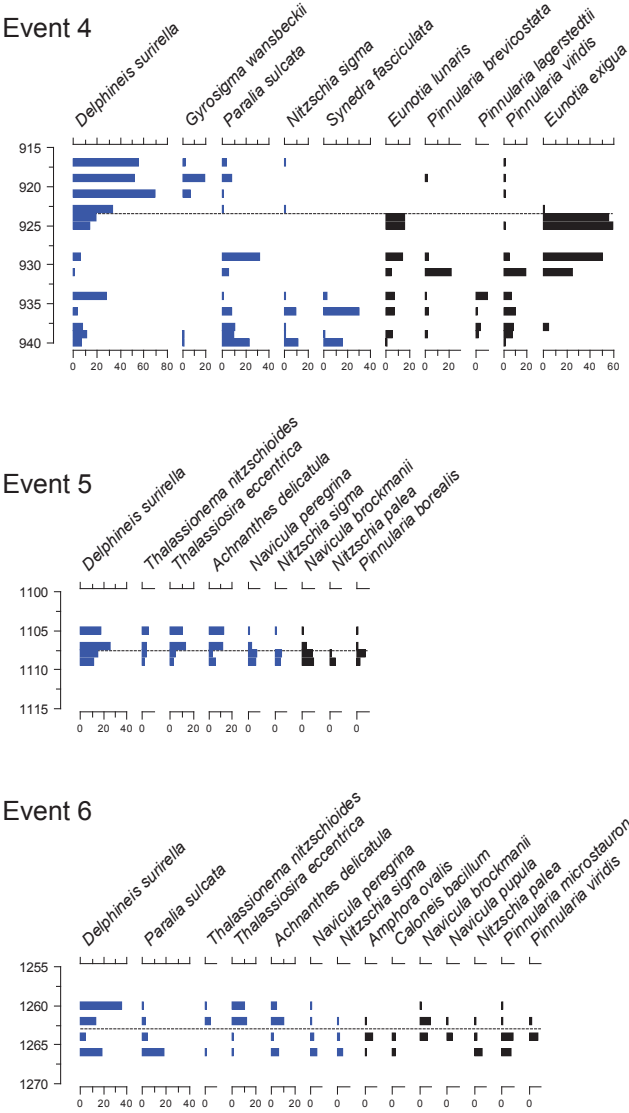 Event 4
Delphineis surirella
Gyrosigma wansbeckii
Paralia sulcata
Nitzschia sigma
Synedra fasciculata
Eunotia lunaris
Pinnularia brevicostata
Pinnularia lagerstedtii
Pinnularia viridis
Eunotia exigua
915
920
925
930
935
940
0 20 40 60 80 0 20 0 20 0 20 0 20 40 0 20 0 20 0 0 20 0 20 40 60
Event 5
Delphineis surirella
Thalassionema nitzschioides
Thalassiosira eccentrica
Achnanthes delicatula
Navicula peregrina
Nitzschia sigma
Navicula brockmanii
Nitzschia palea
Pinnularia borealis
1100
1105
1110
1115
0 20 40 0 0 20 0 20 0 0 0 0 0
Event 6
Delphineis surirella
Paralia sulcata
Thalassionema nitzschioides
Thalassiosira eccentrica
Achnanthes delicatula
Navicula peregrina
Nitzschia sigma
Amphora ovalis
Caloneis bacillum
Navicula brockmanii
Navicula pupula
Nitzschia palea
Pinnularia microstauron
Pinnularia viridis
1255
1260
1265
1270
0 20 40 0 20 0 0 20 0 20 0 0 0 0 0 0 0 0 0